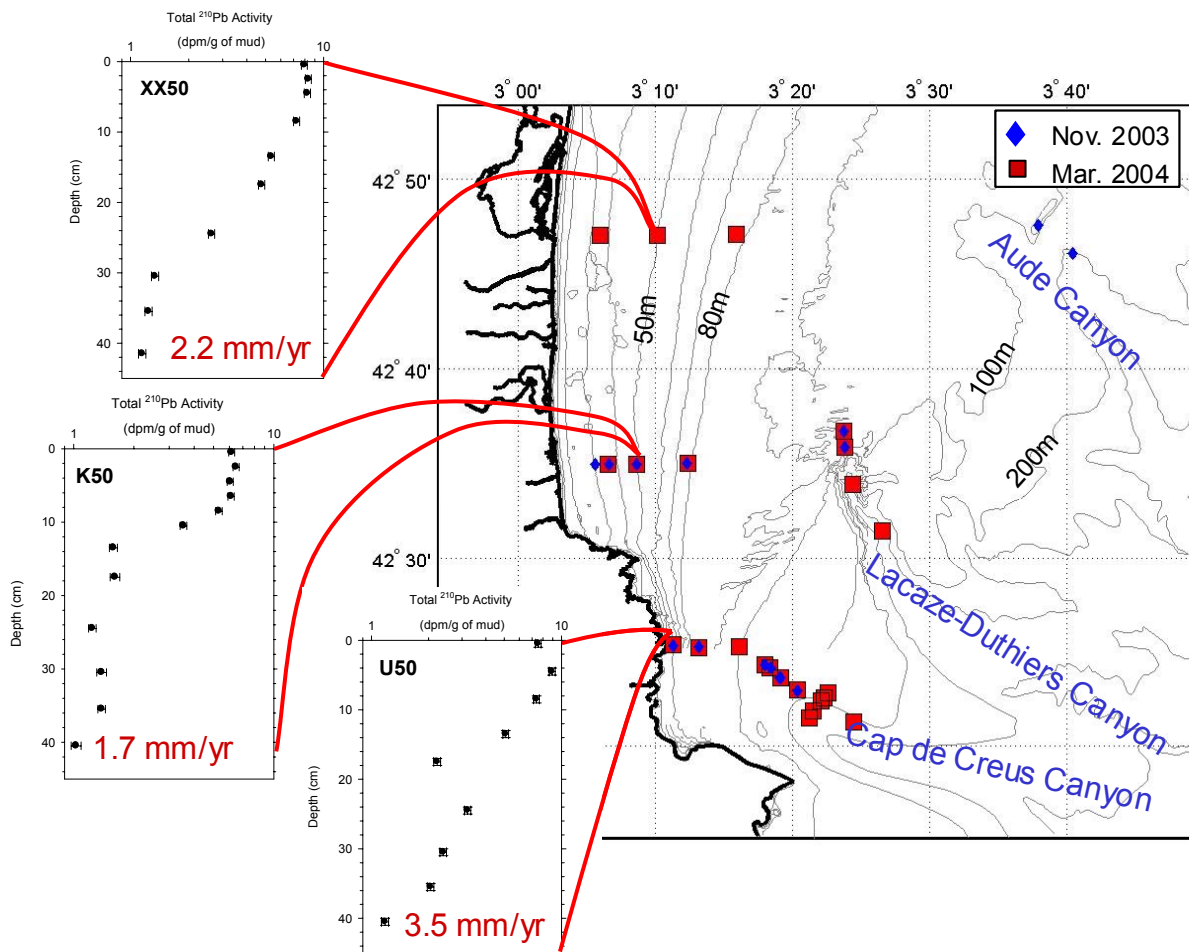 Total ²¹⁰Pb Activity
(dpm/g of mud)
1 10
XX50
0
10
20
30
40
Depth (cm)
2.2 mm/yr
Total ²¹⁰Pb Activity
(dpm/g of mud)
1 10
K50
0
10
20
30
40
Depth (cm)
1.7 mm/yr
Total ²¹⁰Pb Activity
(dpm/g of mud)
1 10
U50
0
10
20
30
40
Depth (cm)
3.5 mm/yr
3° 00' 3° 10' 3° 20' 3° 30' 3° 40'
42° 50'
42° 40'
42° 30'
Nov. 2003
Mar. 2004
50m
80m
100m
200m
Aude Canyon
Lacaze-Duthiers Canyon
Cap de Creus Canyon